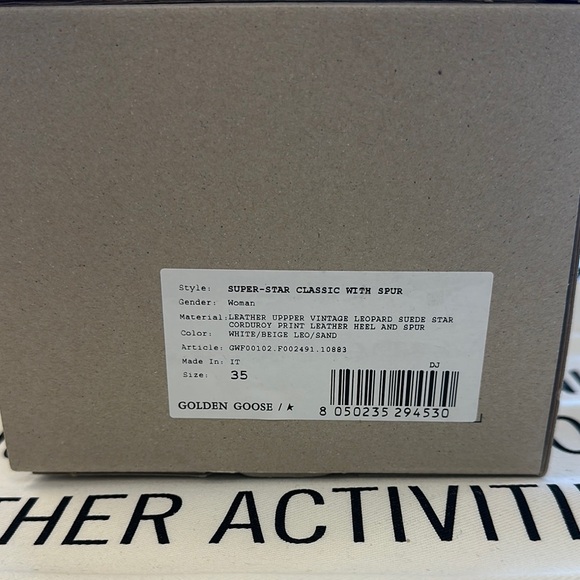 Style: SUPER-STAR CLASSIC WITH SPUR
Gender: Woman
Material: LEATHER UPPPER VINTAGE LEOPARD SUEDE STAR
CORDUROY PRINT LEATHER HEEL AND SPUR
Color: WHITE/BEIGE LEO/SAND
Article: GWF00102.F002491.10883
Made In: IT
Size: 35
DJ
GOLDEN GOOSE /
8 050235 294530
THER ACTIVITI